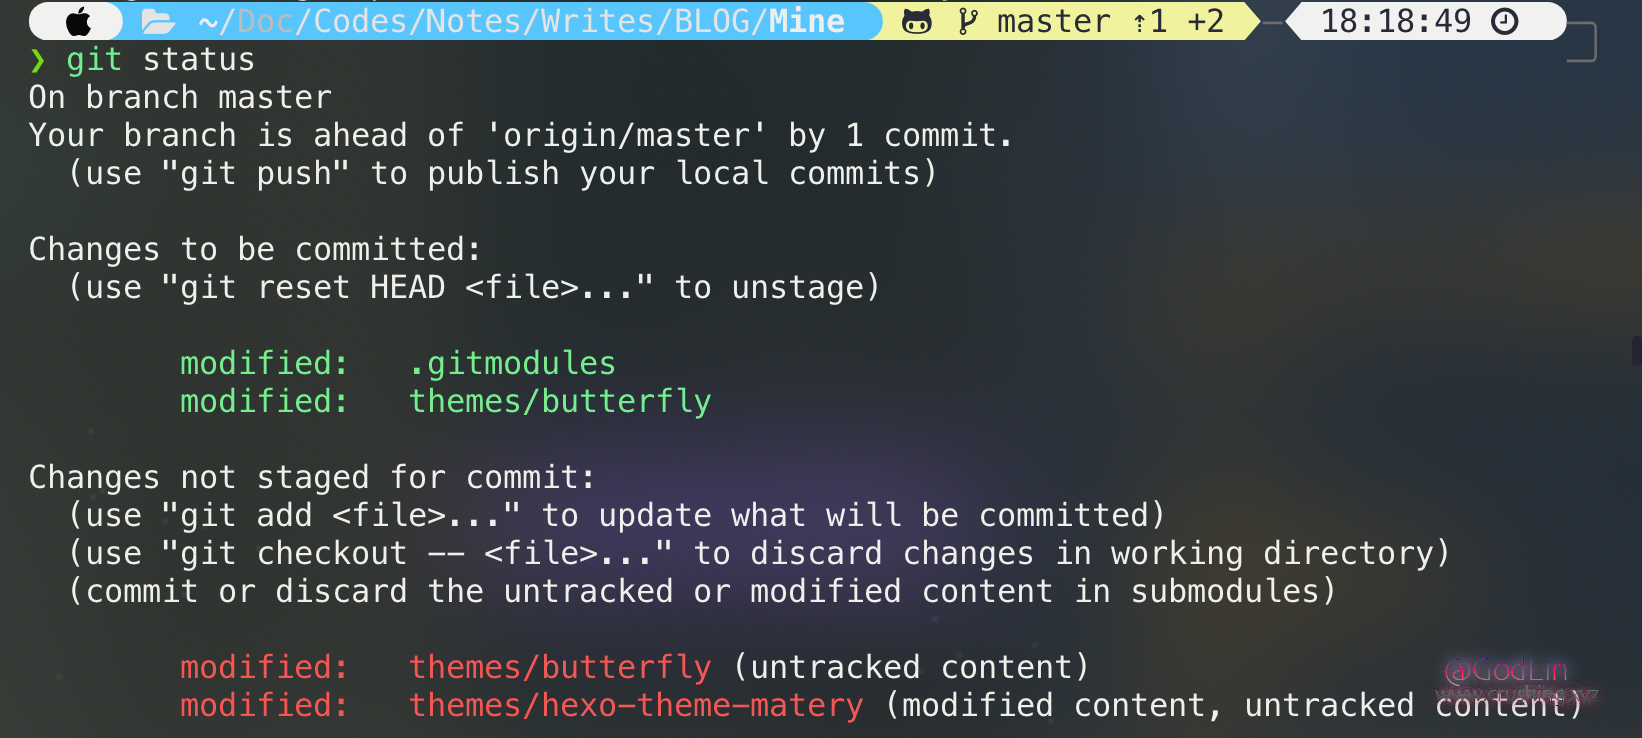 ~/Doc/Codes/Notes/Writes/BLOG/Mine master ⇡1 +2 18:18:49
❯ git status
On branch master
Your branch is ahead of 'origin/master' by 1 commit.
(use "git push" to publish your local commits)
Changes to be committed:
(use "git reset HEAD <file>..." to unstage)
modified: .gitmodules
modified: themes/butterfly
Changes not staged for commit:
(use "git add <file>..." to update what will be committed)
(use "git checkout -- <file>..." to discard changes in working directory)
(commit or discard the untracked or modified content in submodules)
modified: themes/butterfly (untracked content)
modified: themes/hexo-theme-matery (modified content, untracked content)
@GodLin